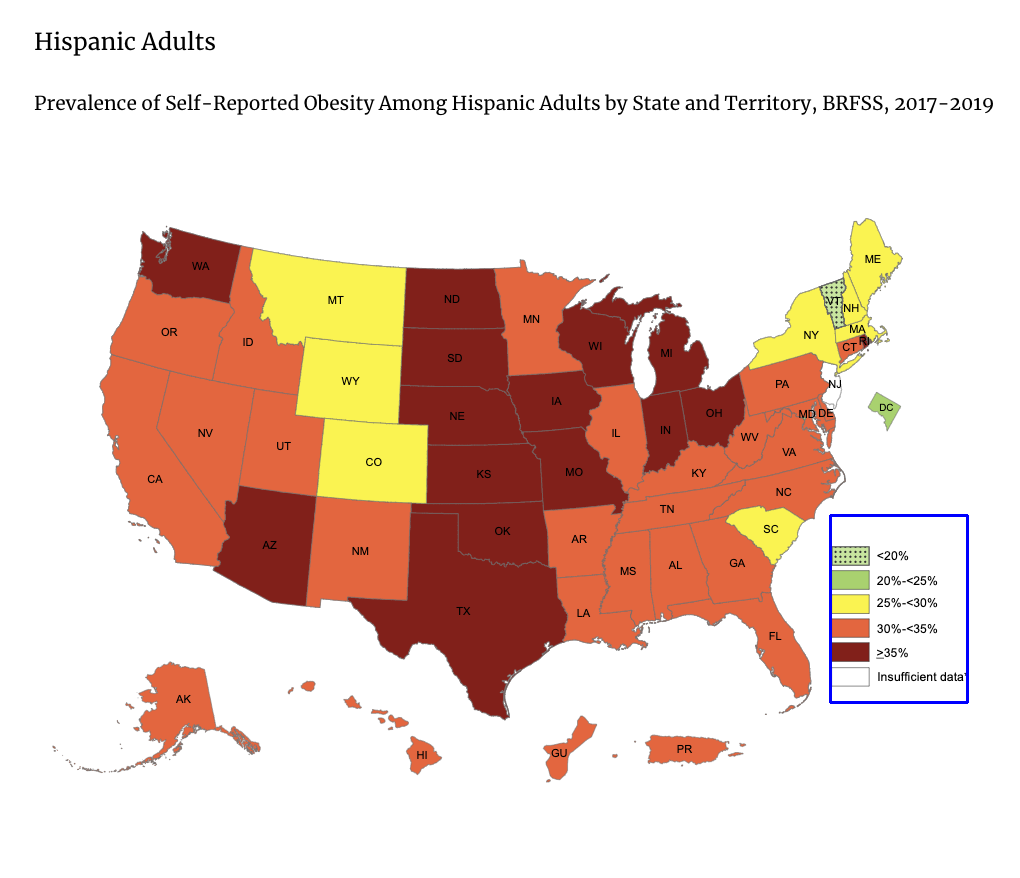 Hispanic Adults
Prevalence of Self-Reported Obesity Among Hispanic Adults by State and Territory, BRFSS, 2017-2019
WA
MT
ND
MN
OR
ID
SD
WI
MI
WY
NE
IA
NV
UT
CO
KS
MO
IL
IN
OH
CA
AZ
NM
OK
TX
AR
LA
MS
AL
GA
FL
SC
NC
TN
KY
WV
VA
PA
NY
ME
VT
NH
MA
CT
RI
NJ
MD
DE
DC
AK
HI
GU
PR
<20%
20%-<25%
25%-<30%
30%-<35%
≥35%
Insufficient data*